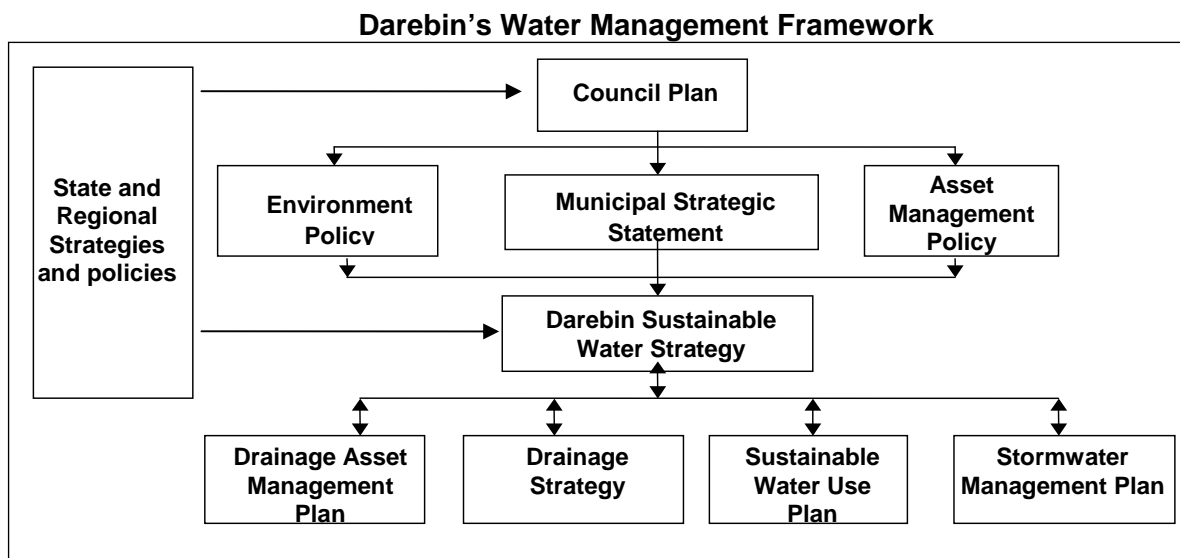 Darebin’s Water Management Framework
Council Plan
State and
Regional
Strategies
and policies
Environment
Policy
Municipal Strategic
Statement
Asset
Management
Policy
Darebin Sustainable
Water Strategy
Drainage Asset
Management
Plan
Drainage
Strategy
Sustainable
Water Use
Plan
Stormwater
Management Plan